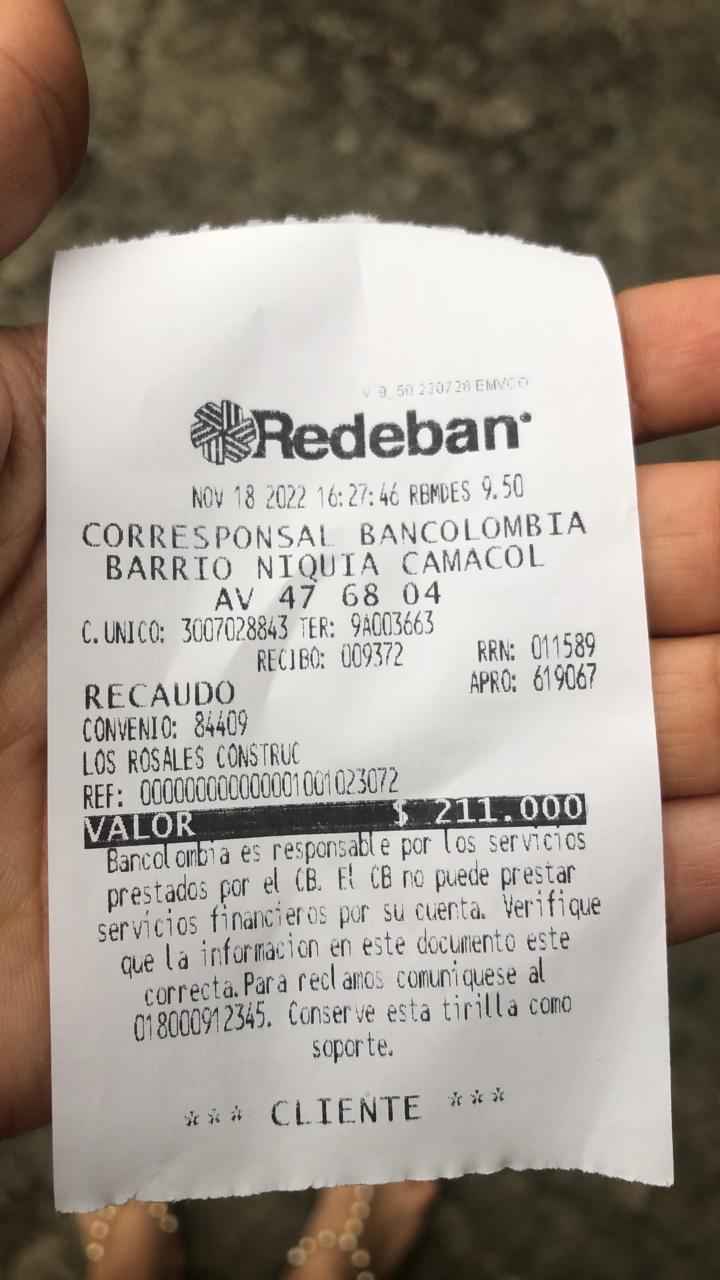 V 9_50 220728 EMVCO
Redeban
NOV 18 2022 16:27:46 RBMDES 9.50
CORRESPONSAL BANCOLOMBIA
BARRIO NIQUIA CAMACOL
AV 47 68 04
C.UNICO: 3007028843 TER: 9A003663
RECIBO: 009372 RRN: 011589
RECAUDO APRO: 619067
CONVENIO: 84409
LOS ROSALES CONSTRUC
REF: 000000000000001001023072
VALOR $ 211.000
Bancolombia es responsable por los servicios
prestados por el CB. El CB no puede prestar
servicios financieros por su cuenta. Verifique
que la informacion en este documento este
correcta.Para reclamos comuniquese al
018000912345. Conserve esta tirilla como
soporte.
*** CLIENTE ***